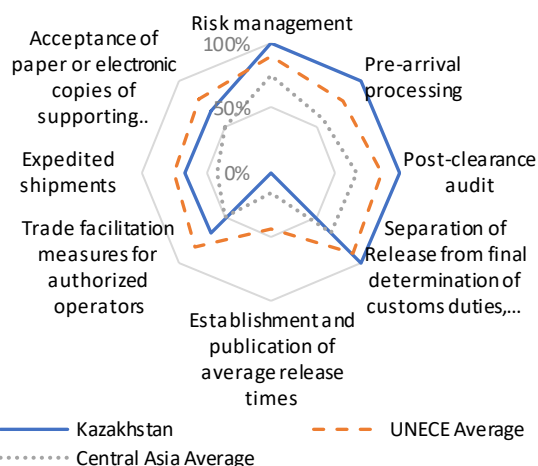 Risk management
100%
50%
0%
Pre-arrival
processing
Post-clearance
audit
Separation of
Release from final
determination of
customs duties,...
Establishment and
publication of
average release
times
Trade facilitation
measures for
authorized
operators
Expedited
shipments
Acceptance of
paper or electronic
copies of
supporting..
Kazakhstan
UNECE Average
Central Asia Average